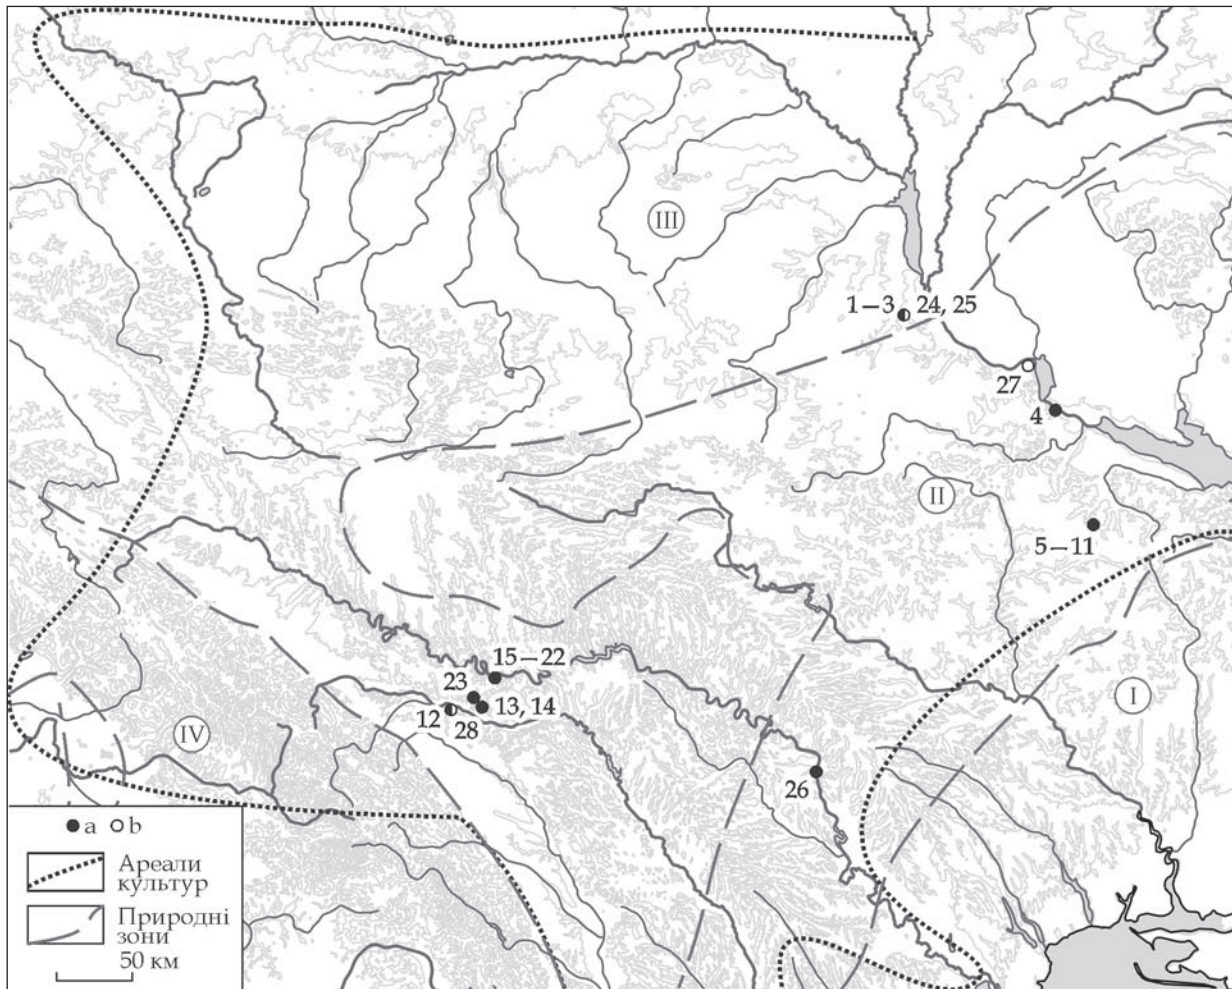 III
1—3
24, 25
27
4
II
5—11
15—22
23
13, 14
12
28
I
IV
26
a b
Ареали
культур
Природні
зони
50 км